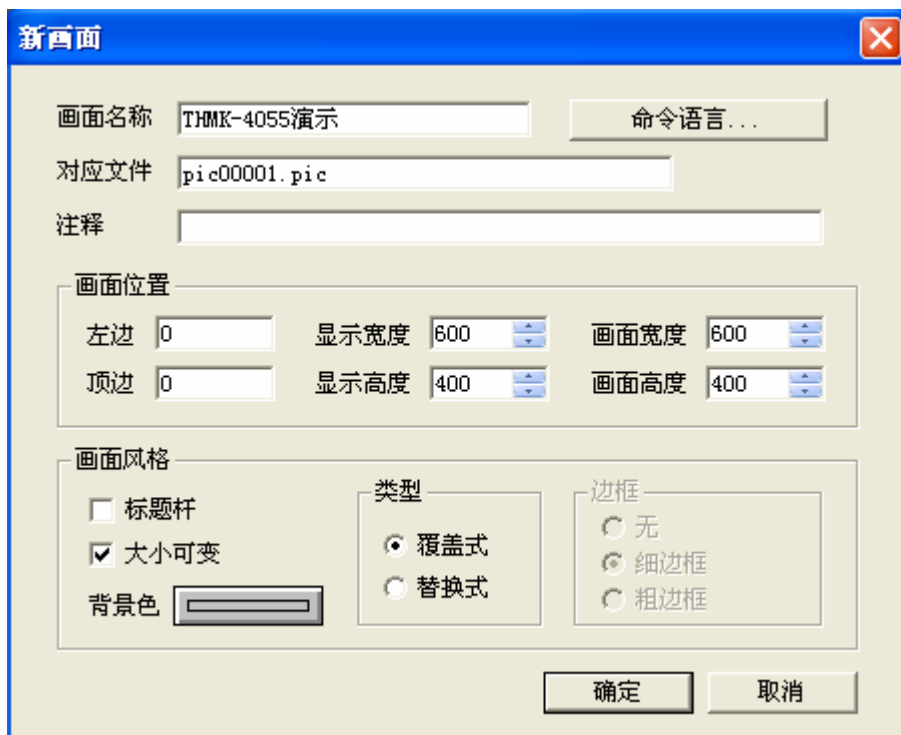 新画面
画面名称 THMK-4055演示 命令语言...
对应文件 pic00001.pic
注释
画面位置
左边 0 显示宽度 600 画面宽度 600
顶边 0 显示高度 400 画面高度 400
画面风格
标题杆
大小可变
背景色
类型
覆盖式
替换式
边框
无
细边框
粗边框
确定 取消